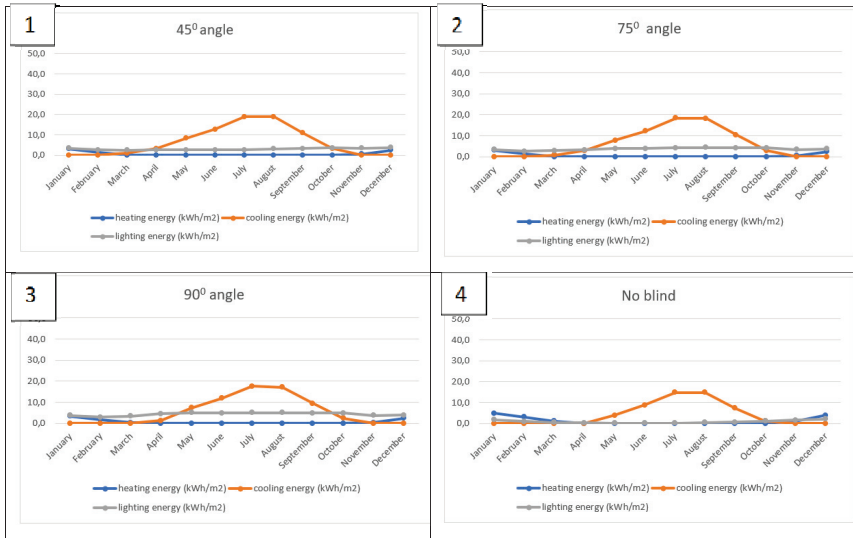 1
45⁰ angle
50,0
40,0
30,0
20,0
10,0
0,0
January
February
March
April
May
June
July
August
September
October
November
December
heating energy (kWh/m2)
cooling energy (kWh/m2)
lighting energy (kWh/m2)
2
75⁰ angle
50,0
40,0
30,0
20,0
10,0
0,0
January
February
March
April
May
June
July
August
September
October
November
December
heating energy (kWh/m2)
cooling energy (kWh/m2)
lighting energy (kWh/m2)
3
90⁰ angle
50,0
40,0
30,0
20,0
10,0
0,0
January
February
March
April
May
June
July
August
September
October
November
December
heating energy (kWh/m2)
cooling energy (kWh/m2)
lighting energy (kWh/m2)
4
No blind
50,0
40,0
30,0
20,0
10,0
0,0
January
February
March
April
May
June
July
August
September
October
November
December
heating energy (kWh/m2)
cooling energy (kWh/m2)
lighting energy (kWh/m2)